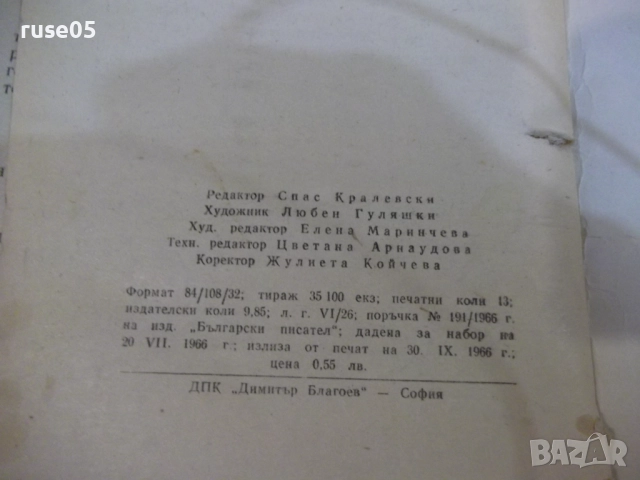 ruse05
Редактор Спас Кралевски
Художник Любен Гуляшки
Худ. редактор Елена Маринчева
Техн. редактор Цветана Арнаудова
Коректор Жулиета Койчева
Формат 84/108/32; тираж 35 100 екз; печатни коли 13;
издателски коли 9,85; л. г. VI/26; поръчка № 191/1966 г.
на изд. „Български писател“; дадена за набор на
20 VII. 1966 г; излиза от печат на 30. IX. 1966 г.;
цена 0,55 лв.
ДПК „Димитър Благоев“ — София
BAZAR